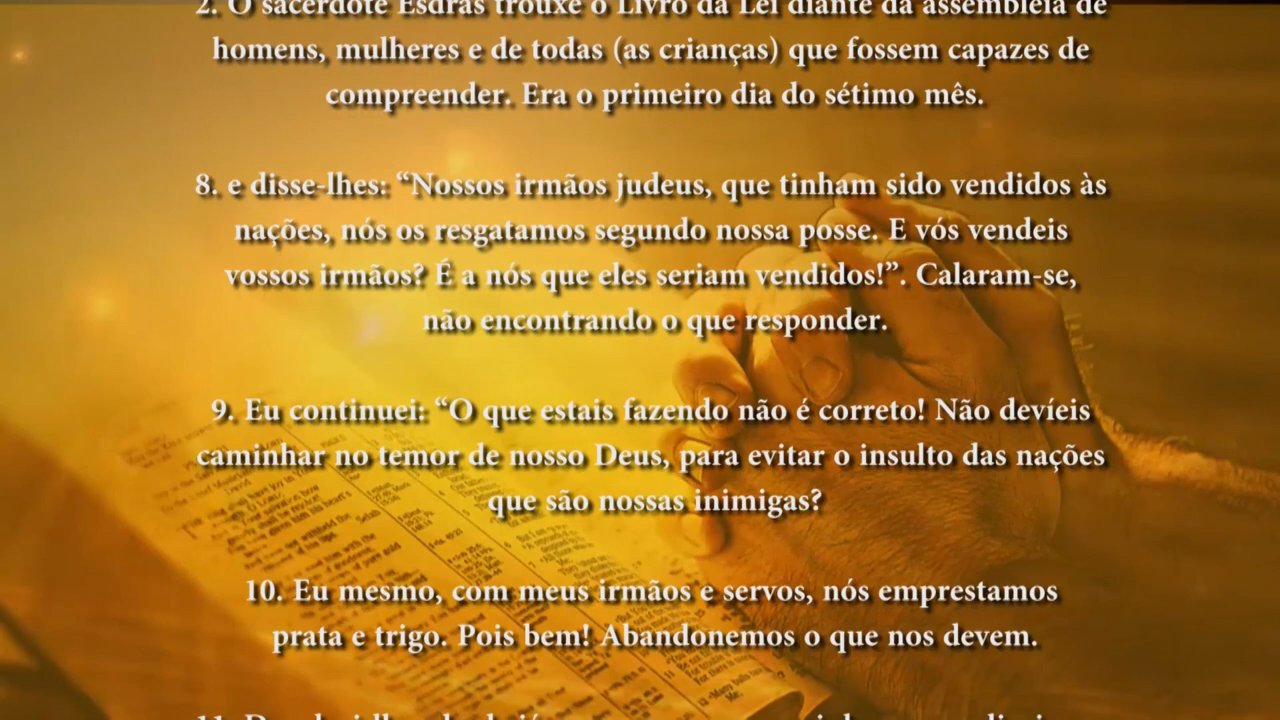 2. O sacerdote Esdras trouxe o Livro da Lei diante da assembleia de
homens, mulheres e de todas (as crianças) que fossem capazes de
compreender. Era o primeiro dia do sétimo mês.
8. e disse-lhes: “Nossos irmãos judeus, que tinham sido vendidos às
nações, nós os resgatamos segundo nossa posse. E vós vendeis
vossos irmãos? É a nós que eles seriam vendidos!”. Calaram-se,
não encontrando o que responder.
9. Eu continuei: “O que estais fazendo não é correto! Não devíeis
caminhar no temor de nosso Deus, para evitar o insulto das nações
que são nossas inimigas?
10. Eu mesmo, com meus irmãos e servos, nós emprestamos
prata e trigo. Pois bem! Abandonemos o que nos devem.